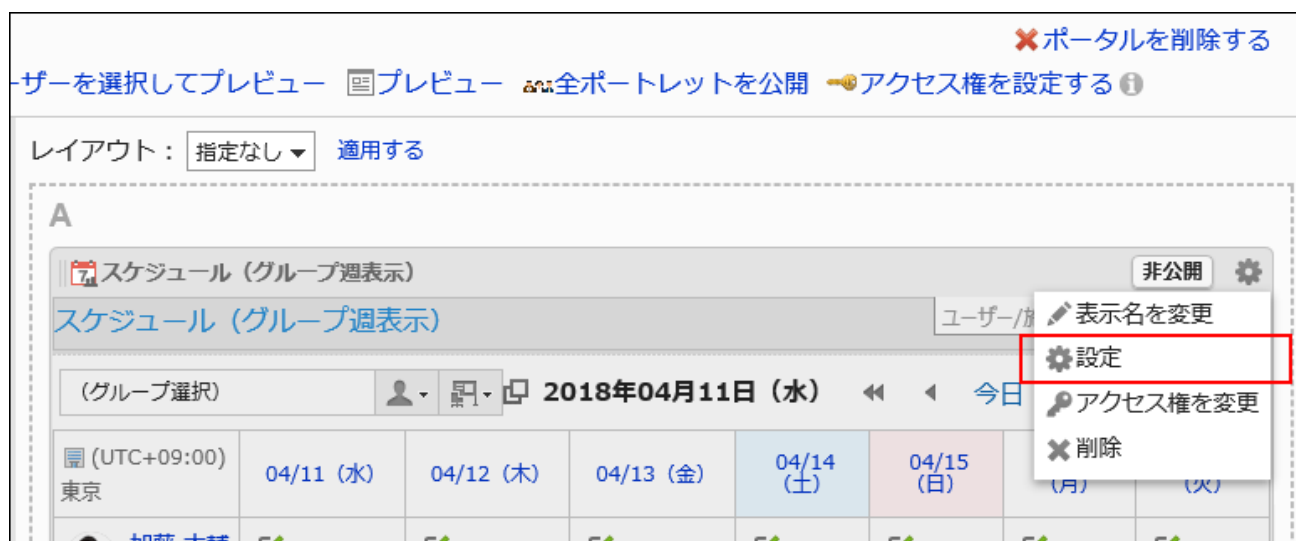 ポータルを削除する
ーザーを選択してプレビュー プレビュー 全ポートレットを公開 アクセス権を設定する
レイアウト： 指定なし 適用する
A
スケジュール（グループ週表示） 非公開
スケジュール（グループ週表示） ユーザー/施
表示名を変更
設定
アクセス権を変更
削除
（グループ選択） 2018年04月11日（水） 今日
(UTC+09:00)
東京
04/11（水） 04/12（木） 04/13（金） 04/14（土） 04/15（日） （月） （火）
加藤